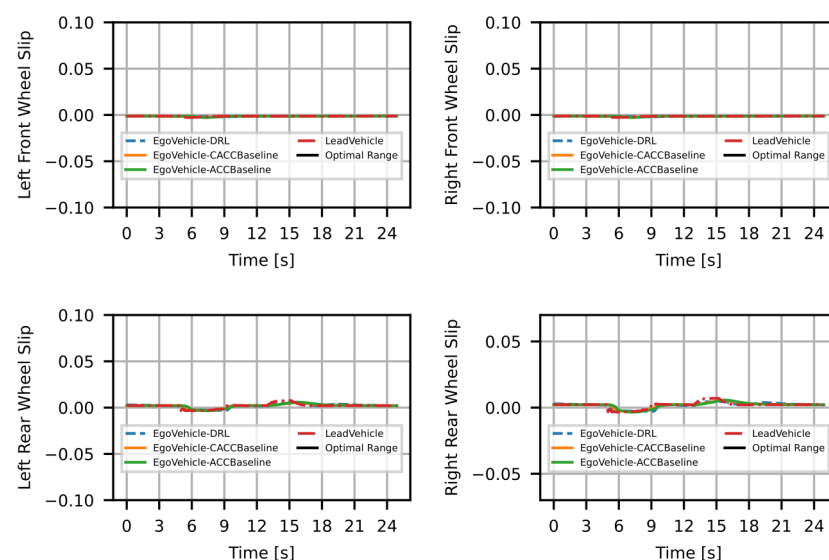 0.10
0.05
0.00
−0.05
−0.10
Left Front Wheel Slip
EgoVehicle-DRL
EgoVehicle-CACCBaseline
EgoVehicle-ACCBaseline
LeadVehicle
Optimal Range
0 3 6 9 12 15 18 21 24
Time [s]
0.10
0.05
0.00
−0.05
−0.10
Right Front Wheel Slip
EgoVehicle-DRL
EgoVehicle-CACCBaseline
EgoVehicle-ACCBaseline
LeadVehicle
Optimal Range
0 3 6 9 12 15 18 21 24
Time [s]
0.10
0.05
0.00
−0.05
−0.10
Left Rear Wheel Slip
EgoVehicle-DRL
EgoVehicle-CACCBaseline
EgoVehicle-ACCBaseline
LeadVehicle
Optimal Range
0 3 6 9 12 15 18 21 24
Time [s]
0.05
0.00
−0.05
Right Rear Wheel Slip
EgoVehicle-DRL
EgoVehicle-CACCBaseline
EgoVehicle-ACCBaseline
LeadVehicle
Optimal Range
0 3 6 9 12 15 18 21 24
Time [s]